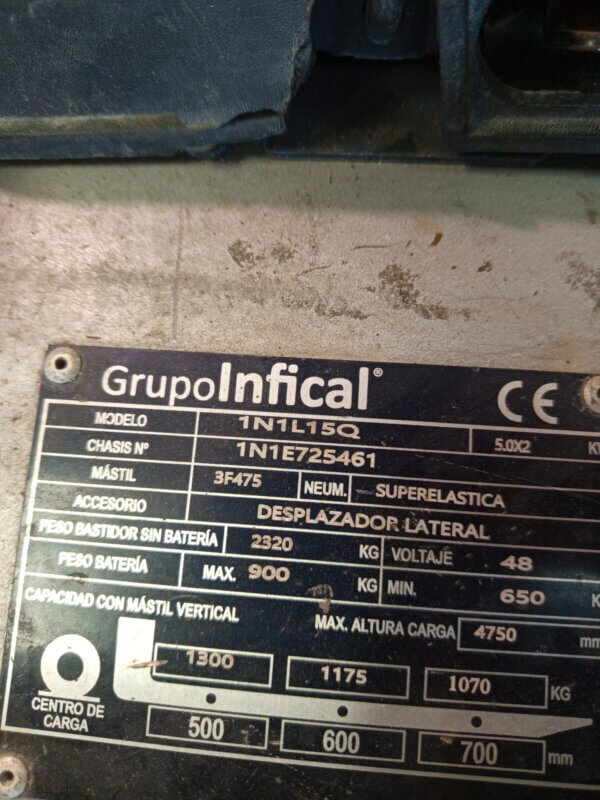 GrupoInfical® CE
MODELO 1N1L15Q 5.0X2
CHASIS Nº 1N1E725461
MÁSTIL 3F475 NEUM. SUPERELASTICA
ACCESORIO DESPLAZADOR LATERAL
PESO BASTIDOR SIN BATERÍA 2320 KG VOLTAJE 48
PESO BATERÍA MAX. 900 KG MIN. 650
CAPACIDAD CON MÁSTIL VERTICAL MAX. ALTURA CARGA 4750 mm
1300 1175 1070 KG
CENTRO DE
CARGA
500 600 700 mm